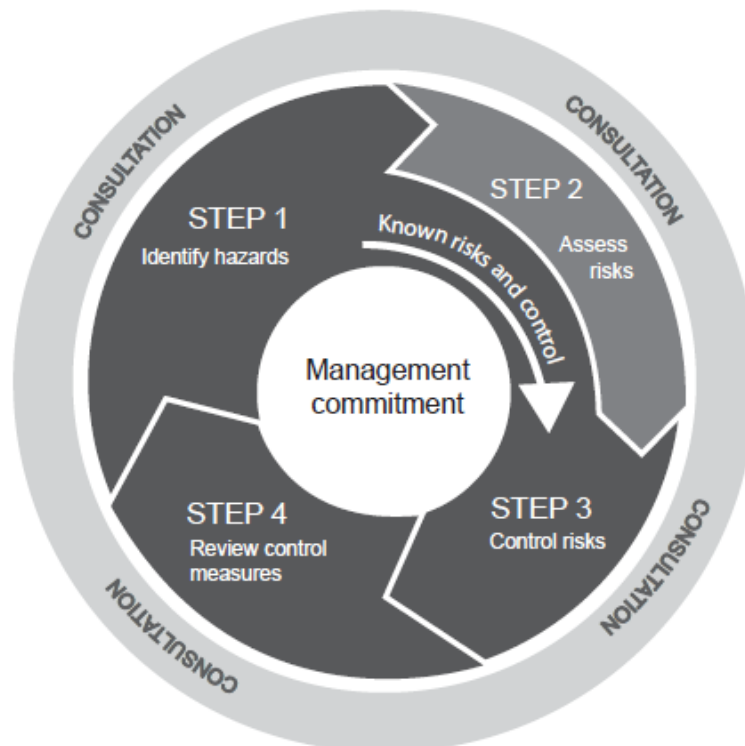 CONSULTATION
CONSULTATION
STEP 1
Identify hazards
STEP 2
Assess
risks
Known risks and control
Management
commitment
STEP 4
Review control
measures
STEP 3
Control risks
CONSULTATION
CONSULTATION